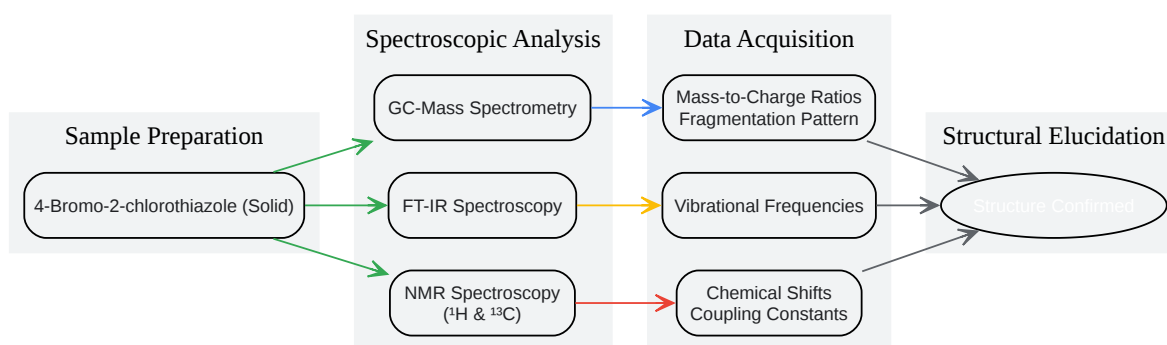 Sample Preparation
4-Bromo-2-chlorothiazole (Solid)
Spectroscopic Analysis
GC-Mass Spectrometry
FT-IR Spectroscopy
NMR Spectroscopy
(¹H & ¹³C)
Data Acquisition
Mass-to-Charge Ratios
Fragmentation Pattern
Vibrational Frequencies
Chemical Shifts
Coupling Constants
Structural Elucidation
Structure Confirmed